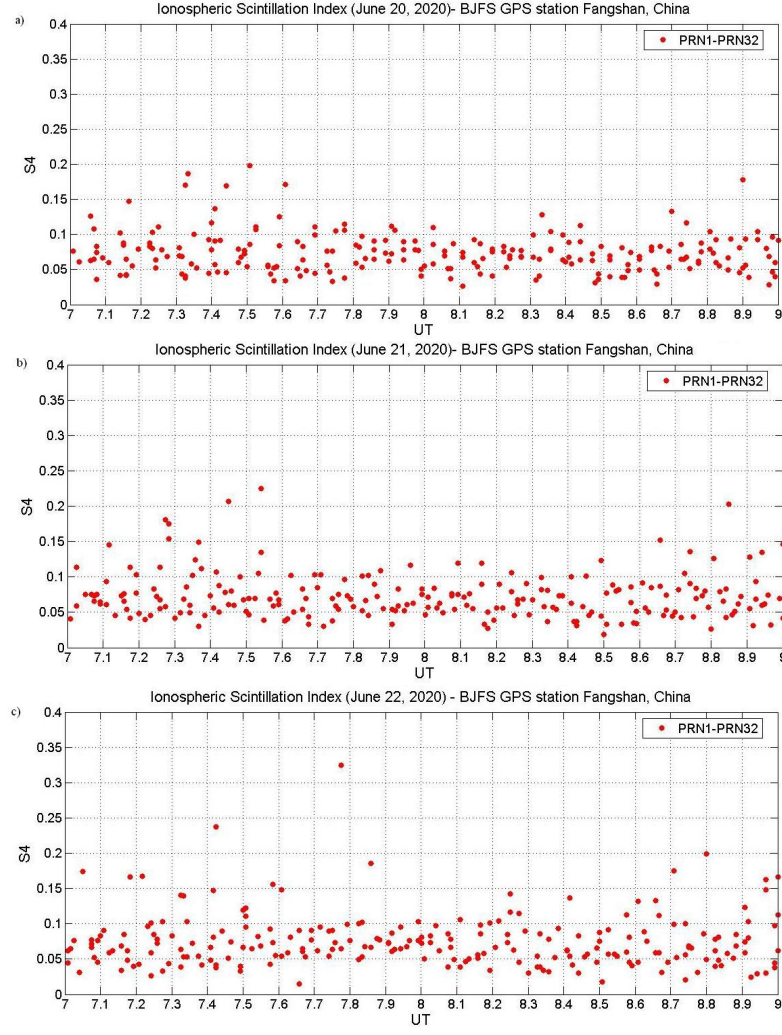 Ionospheric Scintillation Index (June 20, 2020)- BJFS GPS station Fangshan, China
a)
0.4
PRN1-PRN32
0.35
0.3
0.25
S4
0.2
0.15
0.1
0.05
0
7 7.1 7.2 7.3 7.4 7.5 7.6 7.7 7.8 7.9 8 8.1 8.2 8.3 8.4 8.5 8.6 8.7 8.8 8.9 9
UT
Ionospheric Scintillation Index (June 21, 2020)- BJFS GPS station Fangshan, China
b)
0.4
PRN1-PRN32
0.35
0.3
0.25
S4
0.2
0.15
0.1
0.05
0
7 7.1 7.2 7.3 7.4 7.5 7.6 7.7 7.8 7.9 8 8.1 8.2 8.3 8.4 8.5 8.6 8.7 8.8 8.9 9
UT
Ionospheric Scintillation Index (June 22, 2020) - BJFS GPS station Fangshan, China
c)
0.4
PRN1-PRN32
0.35
0.3
0.25
S4
0.2
0.15
0.1
0.05
0
7 7.1 7.2 7.3 7.4 7.5 7.6 7.7 7.8 7.9 8 8.1 8.2 8.3 8.4 8.5 8.6 8.7 8.8 8.9 9
UT